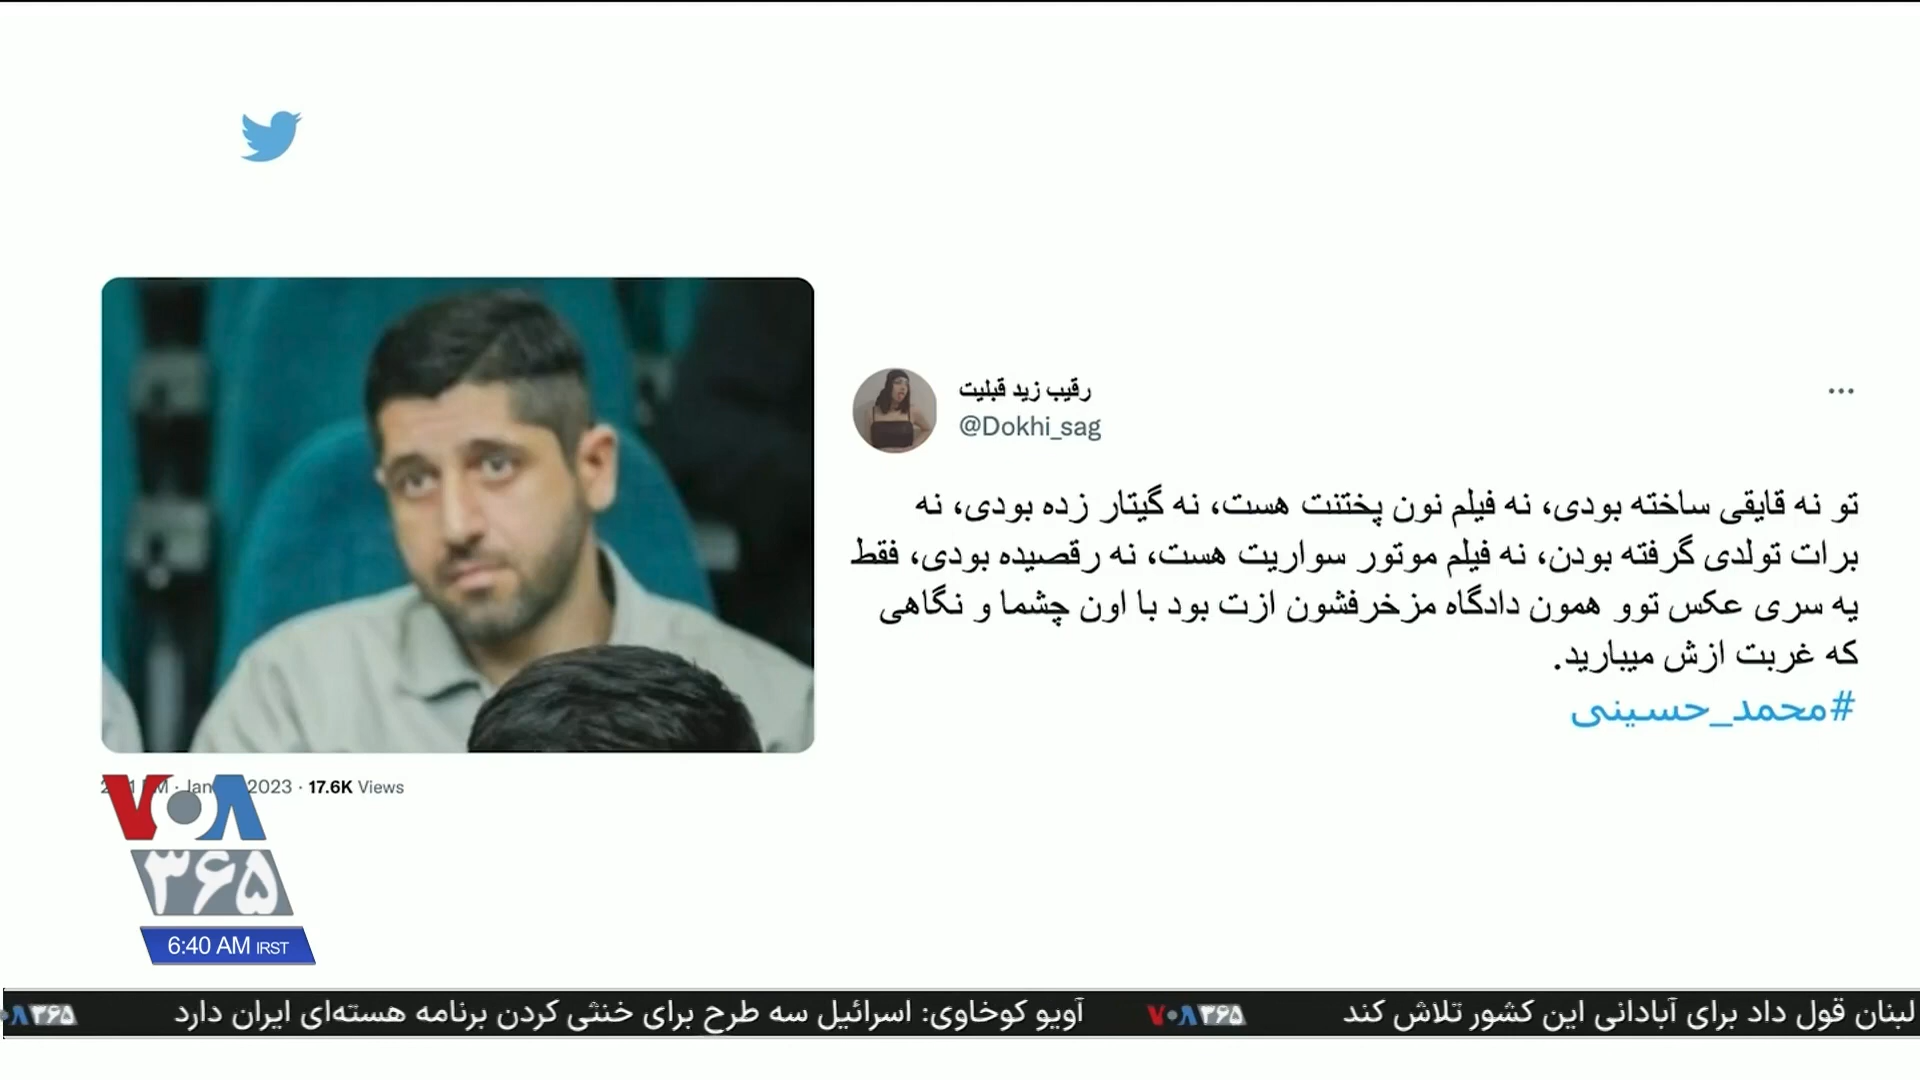 رقیب زید قبلیت
@Dokhi_sag
تو نه قایقی ساخته بودی، نه فیلم نون پختنت هست، نه گیتار زده بودی، نه
برات تولدی گرفته بودن، نه فیلم موتور سواریت هست، نه رقصیده بودی، فقط
یه سری عکس توو همون دادگاه مزخرفشون ازت بود با اون چشما و نگاهی
که غربت ازش میبارید.
#محمد_حسینی
2023 · 17.6K Views
VOA
۳۶۵
6:40 AM IRST
لبنان قول داد برای آبادانی این کشور تلاش کند VOA۳۶۵ آویو کوخاوی: اسرائیل سه طرح برای خنثی کردن برنامه هسته‌ای ایران دارد ۳۶۵